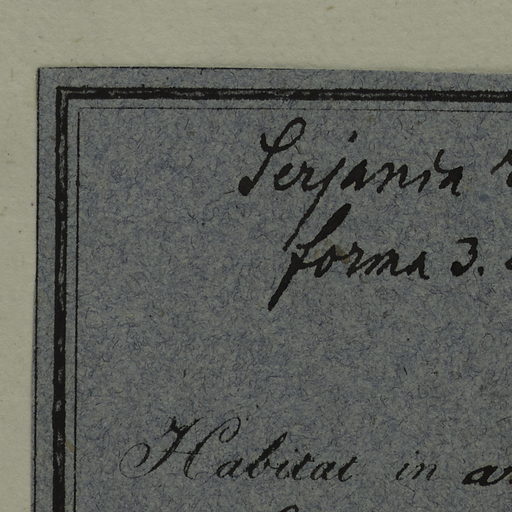 Serjania
forma 3.
Habitat in